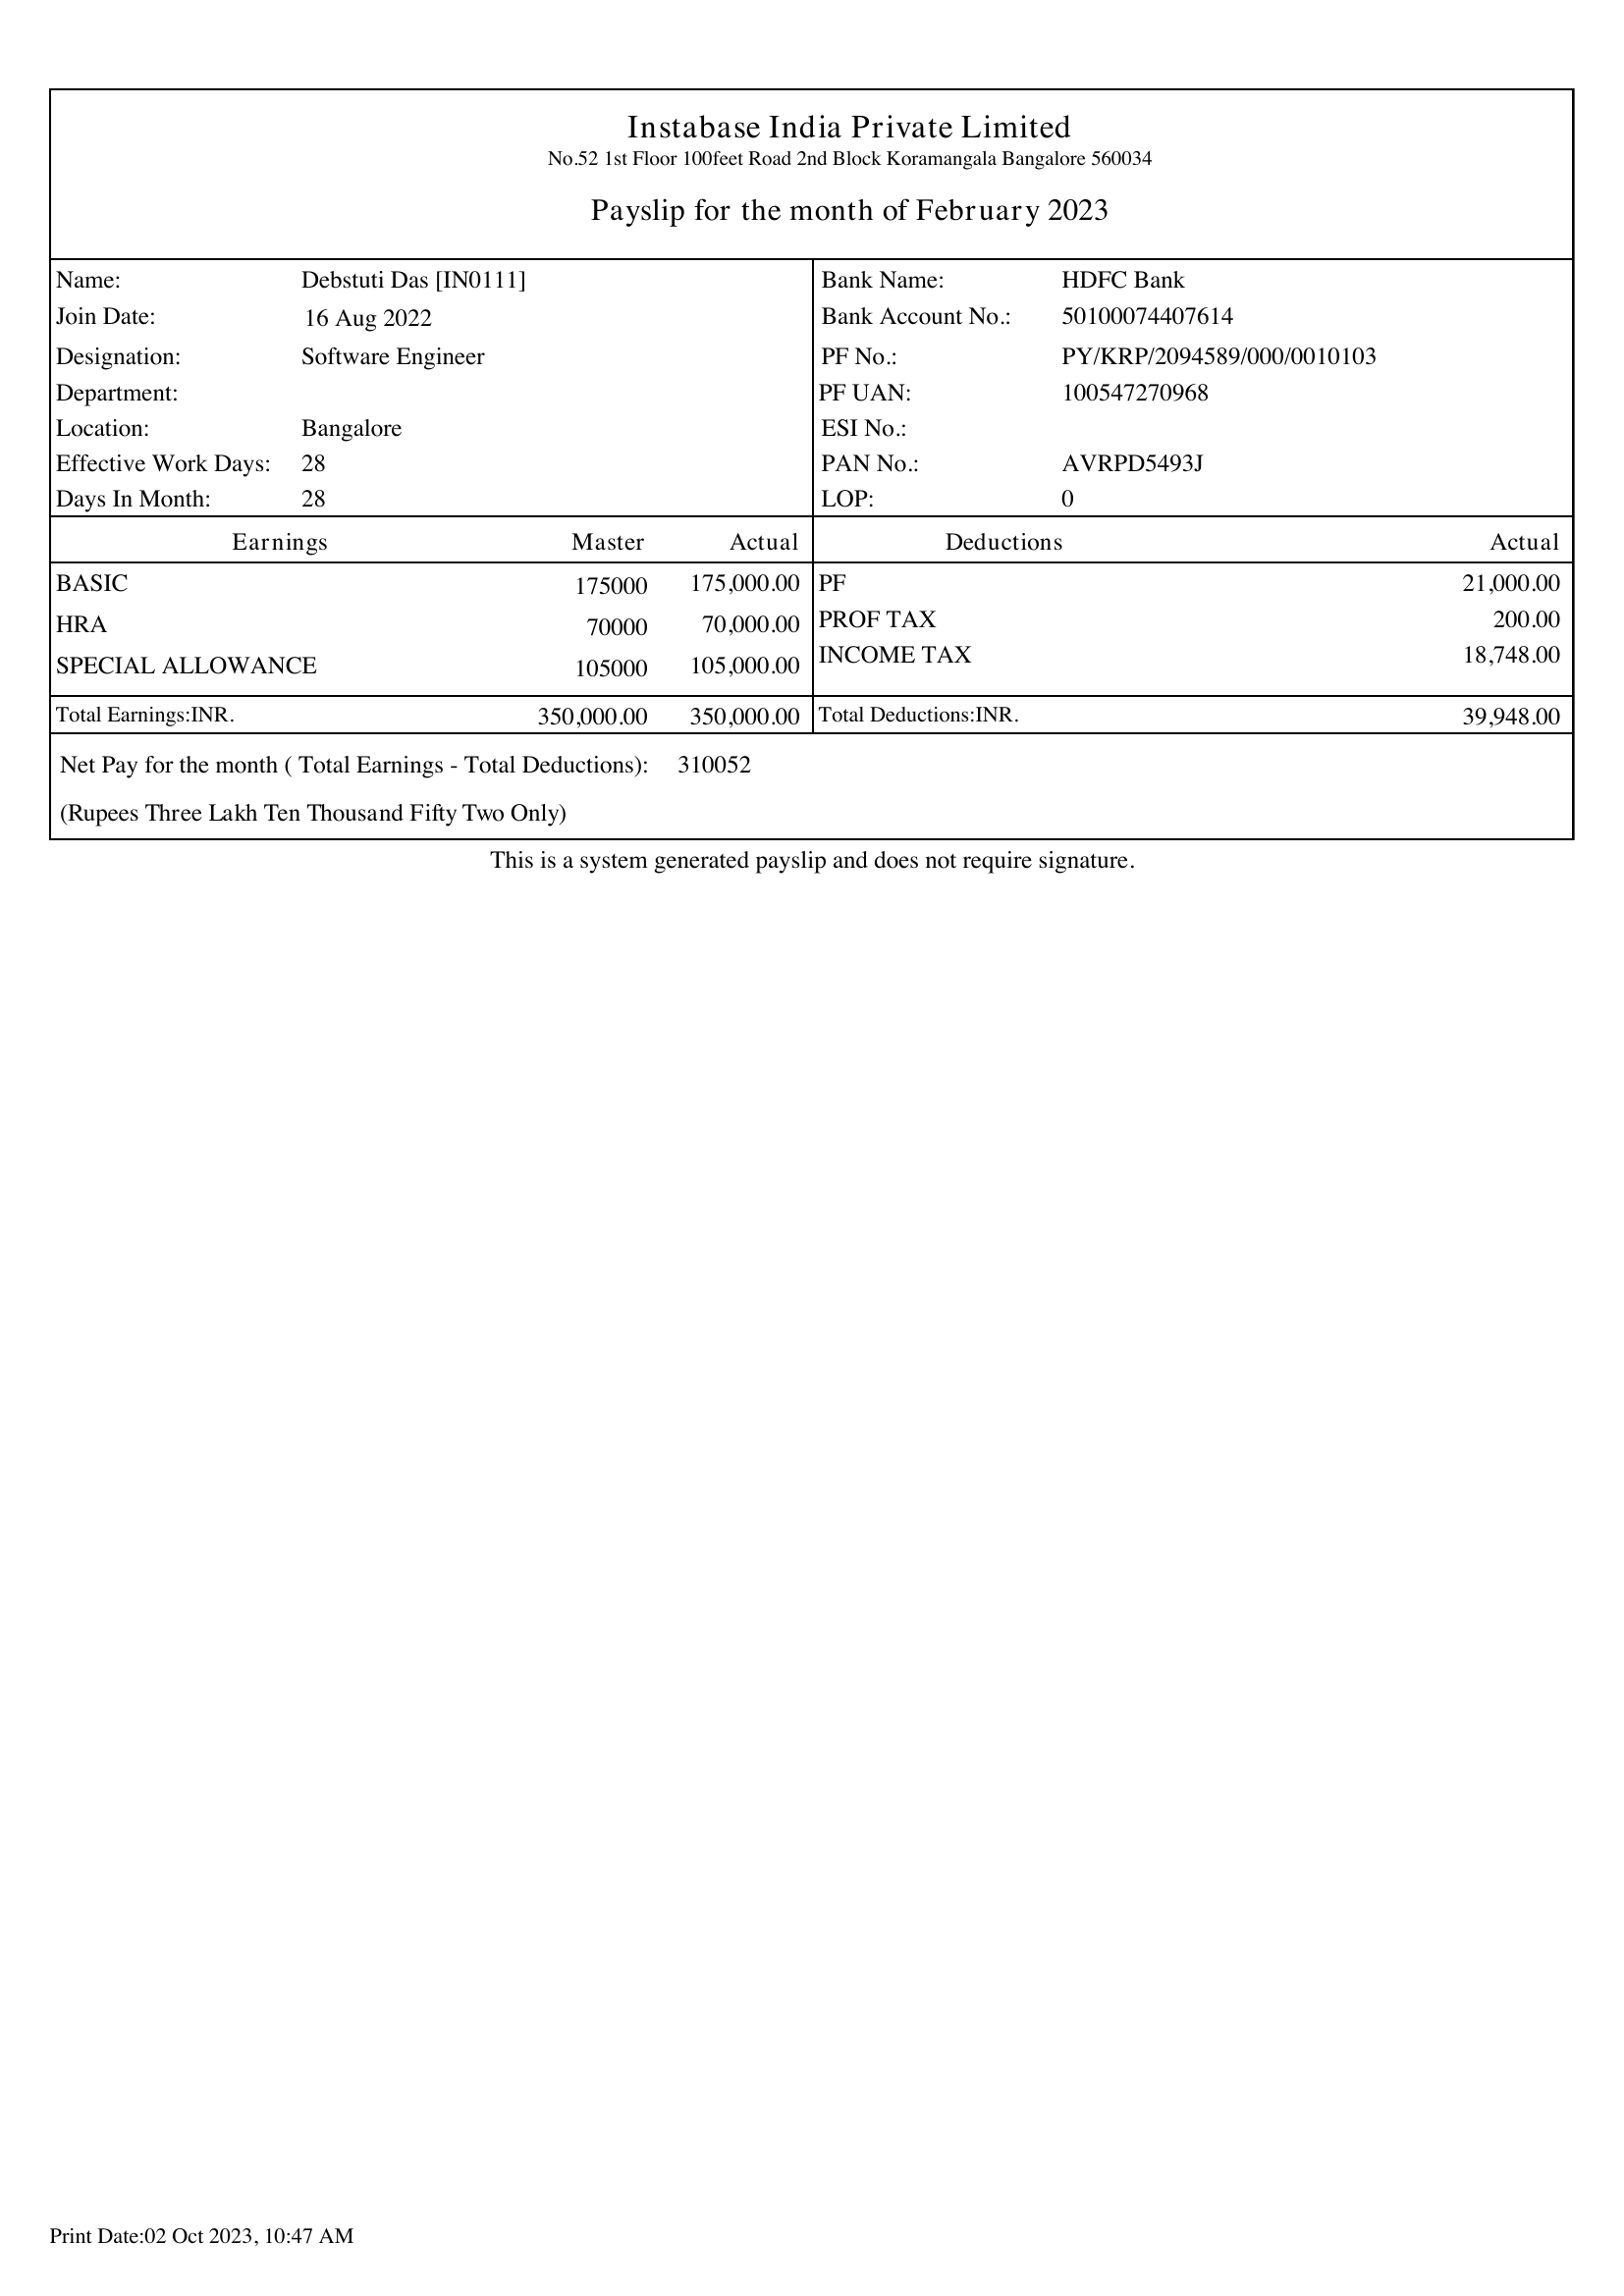 Instabase India Private Limited
No.52 1st Floor 100feet Road 2nd Block Koramangala Bangalore 560034
Payslip for the month of February 2023
Name: Debstuti Das [IN0111] Bank Name: HDFC Bank
Join Date: 16 Aug 2022 Bank Account No.: 50100074407614
Designation: Software Engineer PF No.: PY/KRP/2094589/000/0010103
Department: PF UAN: 100547270968
Location: Bangalore ESI No.:
Effective Work Days: 28 PAN No.: AVRPD5493J
Days In Month: 28 LOP: 0
Earnings Master Actual Deductions Actual
BASIC 175000 175,000.00 PF 21,000.00
HRA 70000 70,000.00 PROF TAX 200.00
SPECIAL ALLOWANCE 105000 105,000.00 INCOME TAX 18,748.00
Total Earnings:INR. 350,000.00 350,000.00 Total Deductions:INR. 39,948.00
Net Pay for the month ( Total Earnings - Total Deductions): 310052
(Rupees Three Lakh Ten Thousand Fifty Two Only)
This is a system generated payslip and does not require signature.
Print Date:02 Oct 2023, 10:47 AM